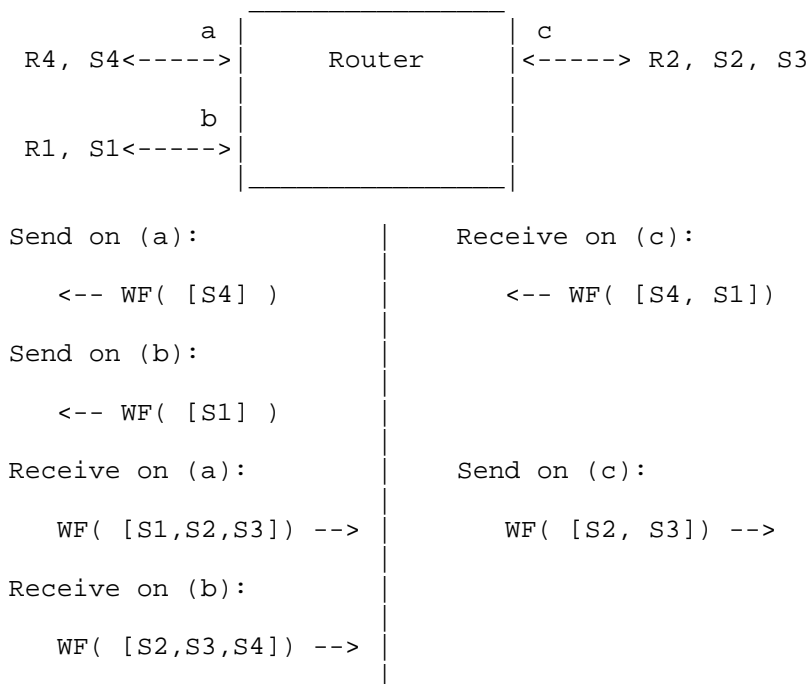 a c
R4, S4<----->| Router |<-----> R2, S2, S3
b
R1, S1<----->|
Send on (a): | Receive on (c):
<-- WF( [S4] ) | <-- WF( [S4, S1])
Send on (b):
<-- WF( [S1] )
Receive on (a): | Send on (c):
WF( [S1,S2,S3]) --> | WF( [S2, S3]) -->
Receive on (b):
WF( [S2,S3,S4]) -->